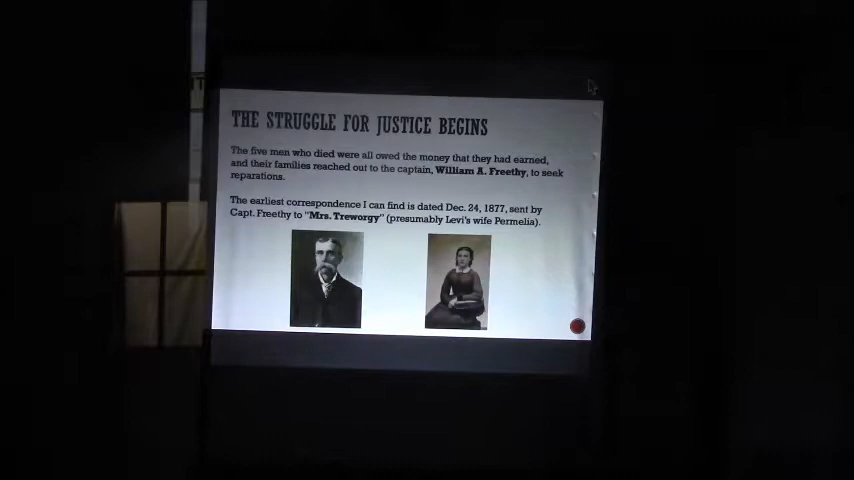 THE STRUGGLE FOR JUSTICE BEGINS
The five men who died were all owed the money that they had earned,
and their families reached out to the captain, William A. Freethy, to seek
reparations.
The earliest correspondence I can find is dated Dec. 24, 1877, sent by
Capt. Freethy to "Mrs. Treworgy" (presumably Levi's wife Permelia).